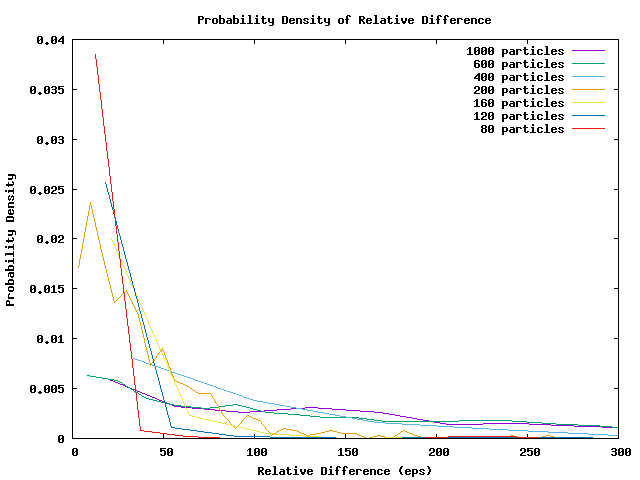 Probability Density of Relative Difference
0.04
0.035
0.03
0.025
0.02
0.015
0.01
0.005
0
Probability Density
1000 particles
600 particles
400 particles
200 particles
160 particles
120 particles
80 particles
0 50 100 150 200 250 300
Relative Difference (eps)